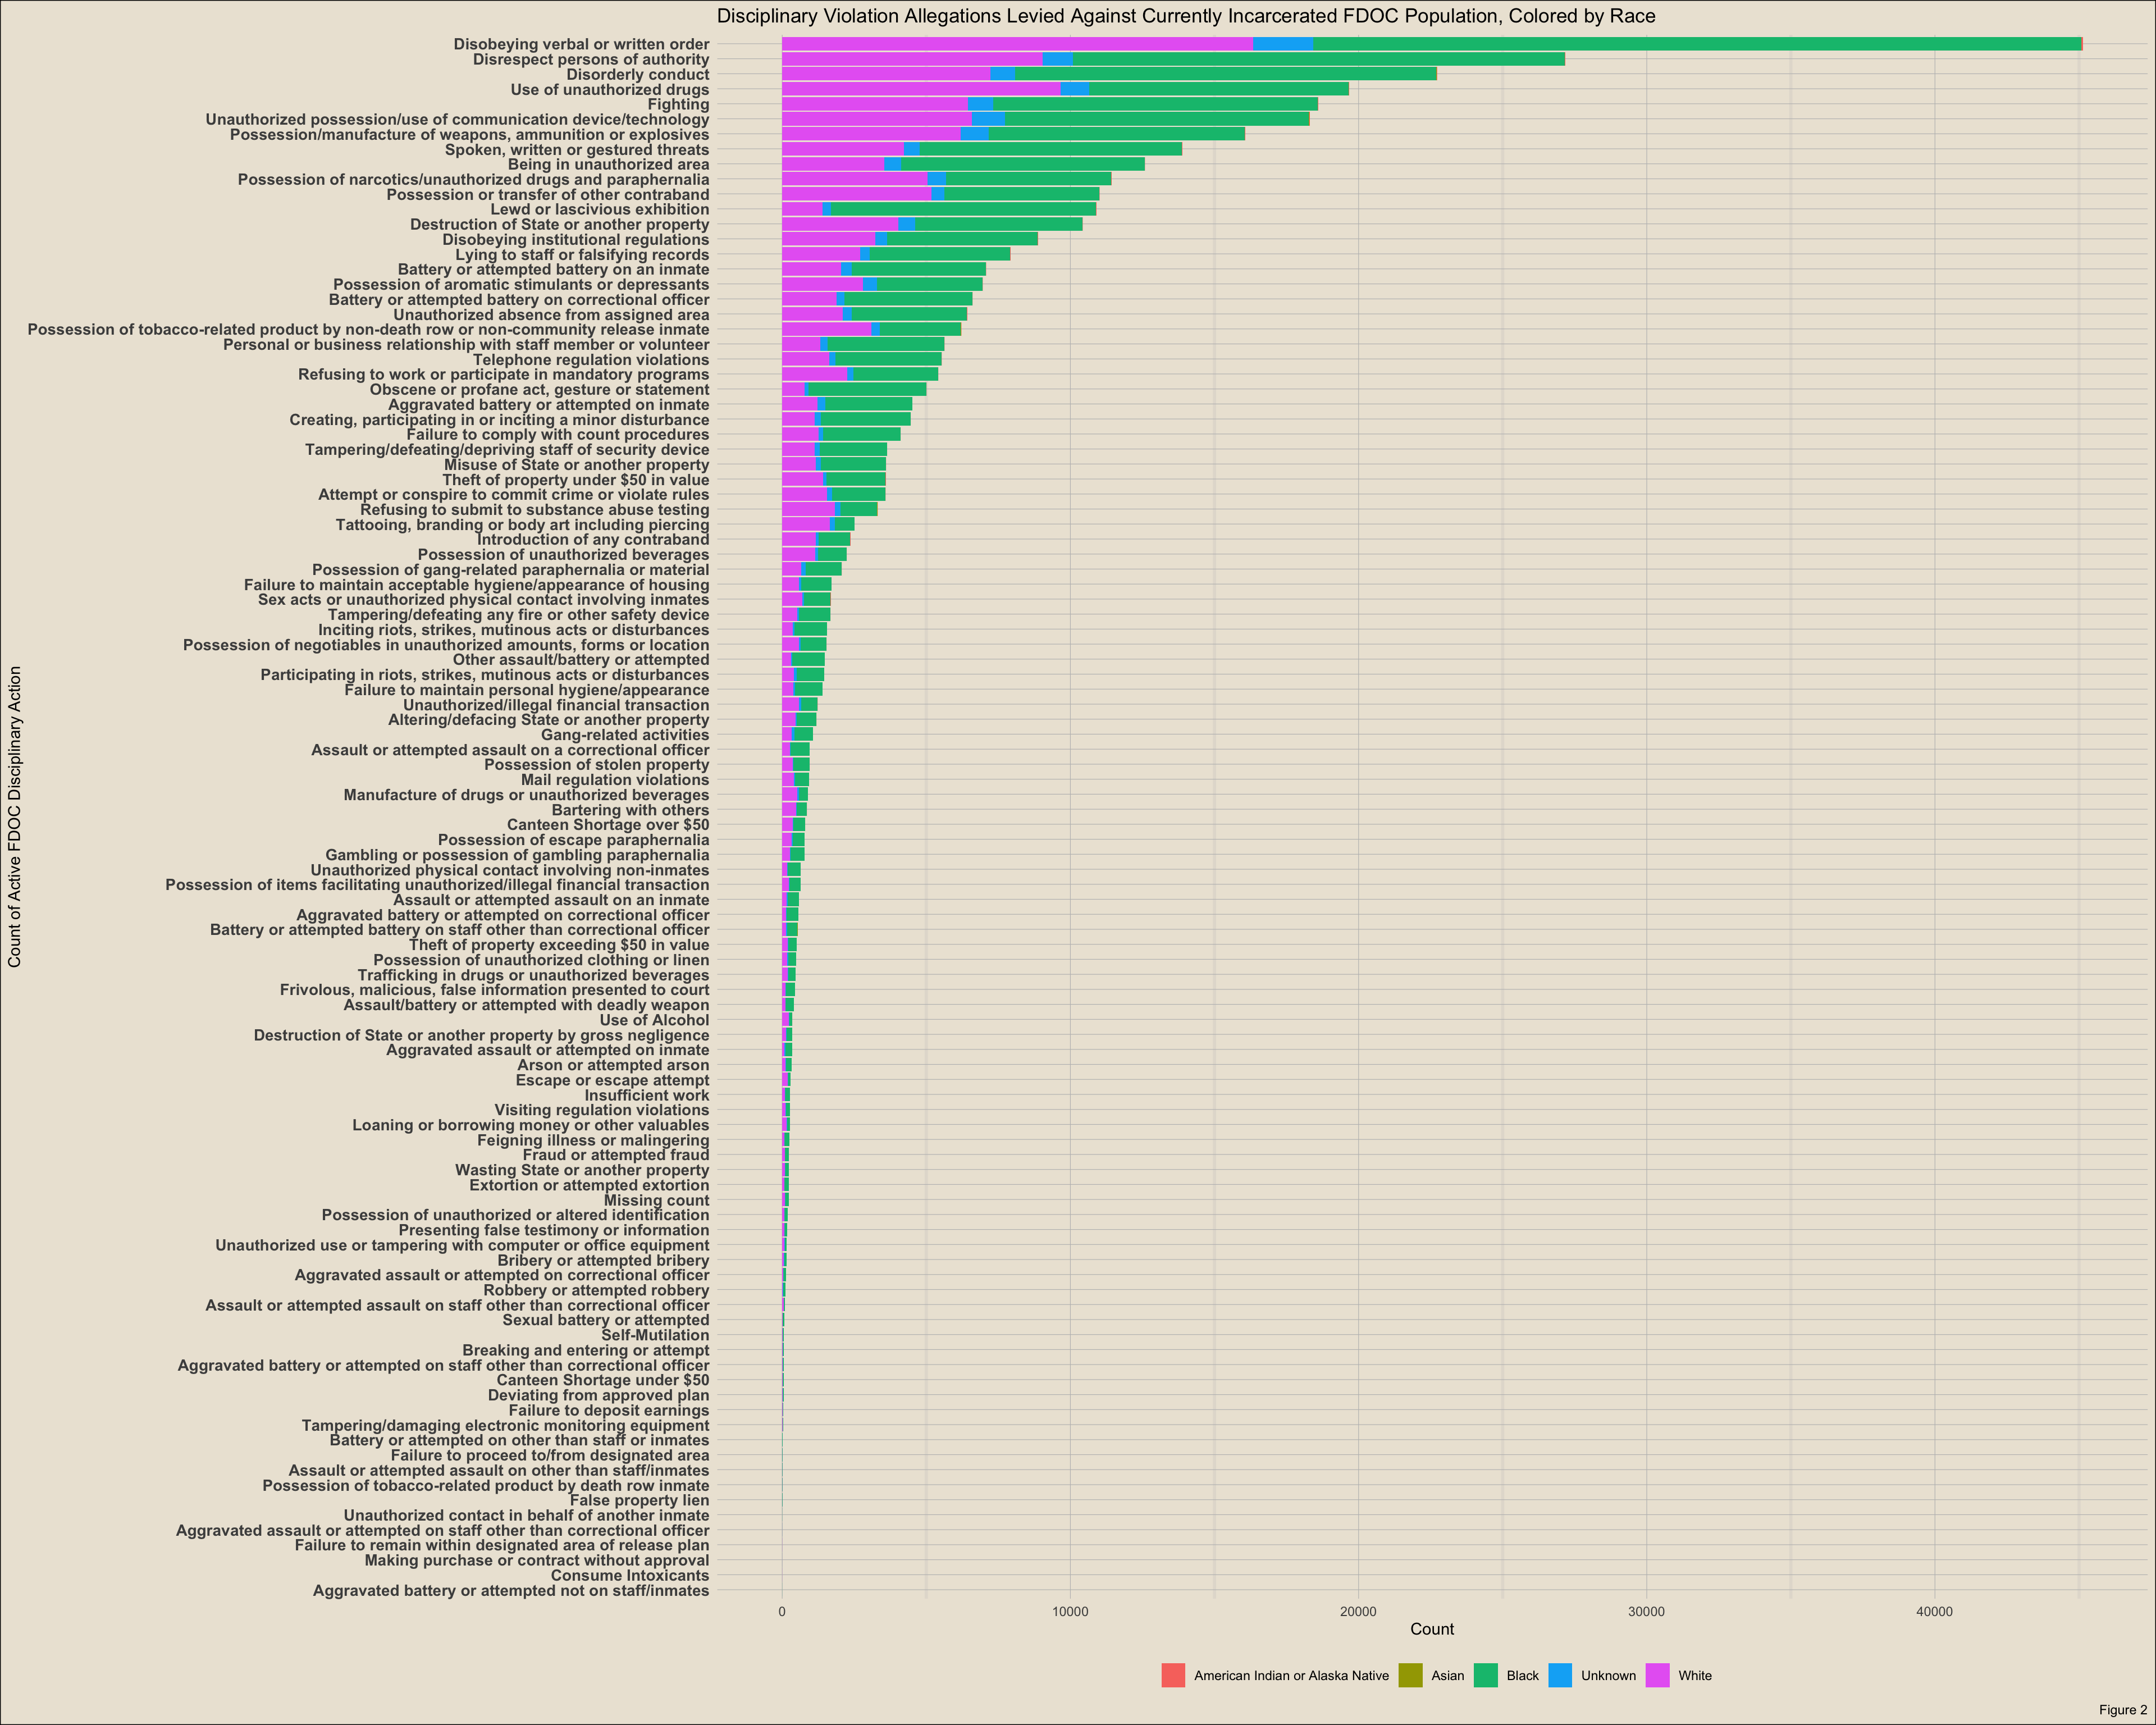 Disciplinary Violation Allegations Levied Against Currently Incarcerated FDOC Population, Colored by Race
Count of Active FDOC Disciplinary Action
Disobeying verbal or written order
Disrespect persons of authority
Disorderly conduct
Use of unauthorized drugs
Fighting
Unauthorized possession/use of communication device/technology
Possession/manufacture of weapons, ammunition or explosives
Spoken, written or gestured threats
Being in unauthorized area
Possession of narcotics/unauthorized drugs and paraphernalia
Possession or transfer of other contraband
Lewd or lascivious exhibition
Destruction of State or another property
Disobeying institutional regulations
Lying to staff or falsifying records
Battery or attempted battery on an inmate
Possession of aromatic stimulants or depressants
Battery or attempted battery on correctional officer
Unauthorized absence from assigned area
Possession of tobacco-related product by non-death row or non-community release inmate
Personal or business relationship with staff member or volunteer
Telephone regulation violations
Refusing to work or participate in mandatory programs
Obscene or profane act, gesture or statement
Aggravated battery or attempted on inmate
Creating, participating in or inciting a minor disturbance
Failure to comply with count procedures
Tampering/defeating/depriving staff of security device
Misuse of State or another property
Theft of property under $50 in value
Attempt or conspire to commit crime or violate rules
Refusing to submit to substance abuse testing
Tattooing, branding or body art including piercing
Introduction of any contraband
Possession of unauthorized beverages
Possession of gang-related paraphernalia or material
Failure to maintain acceptable hygiene/appearance of housing
Sex acts or unauthorized physical contact involving inmates
Tampering/defeating any fire or other safety device
Inciting riots, strikes, mutinous acts or disturbances
Possession of negotiables in unauthorized amounts, forms or location
Other assault/battery or attempted
Participating in riots, strikes, mutinous acts or disturbances
Failure to maintain personal hygiene/appearance
Unauthorized/illegal financial transaction
Altering/defacing State or another property
Gang-related activities
Assault or attempted assault on a correctional officer
Possession of stolen property
Mail regulation violations
Manufacture of drugs or unauthorized beverages
Bartering with others
Canteen Shortage over $50
Possession of escape paraphernalia
Gambling or possession of gambling paraphernalia
Unauthorized physical contact involving non-inmates
Possession of items facilitating unauthorized/illegal financial transaction
Assault or attempted assault on an inmate
Aggravated battery or attempted on correctional officer
Battery or attempted battery on staff other than correctional officer
Theft of property exceeding $50 in value
Possession of unauthorized clothing or linen
Trafficking in drugs or unauthorized beverages
Frivolous, malicious, false information presented to court
Assault/battery or attempted with deadly weapon
Use of Alcohol
Destruction of State or another property by gross negligence
Aggravated assault or attempted on inmate
Arson or attempted arson
Escape or escape attempt
Insufficient work
Visiting regulation violations
Loaning or borrowing money or other valuables
Feigning illness or malingering
Fraud or attempted fraud
Wasting State or another property
Extortion or attempted extortion
Missing count
Possession of unauthorized or altered identification
Presenting false testimony or information
Unauthorized use or tampering with computer or office equipment
Bribery or attempted bribery
Aggravated assault or attempted on correctional officer
Robbery or attempted robbery
Assault or attempted assault on staff other than correctional officer
Sexual battery or attempted
Self-Mutilation
Breaking and entering or attempt
Aggravated battery or attempted on staff other than correctional officer
Canteen Shortage under $50
Deviating from approved plan
Failure to deposit earnings
Tampering/damaging electronic monitoring equipment
Battery or attempted on other than staff or inmates
Failure to proceed to/from designated area
Assault or attempted assault on other than staff/inmates
Possession of tobacco-related product by death row inmate
False property lien
Unauthorized contact in behalf of another inmate
Aggravated assault or attempted on staff other than correctional officer
Failure to remain within designated area of release plan
Making purchase or contract without approval
Consume Intoxicants
Aggravated battery or attempted not on staff/inmates
0 10000 20000 30000 40000
Count
American Indian or Alaska Native Asian Black Unknown White
Figure 2